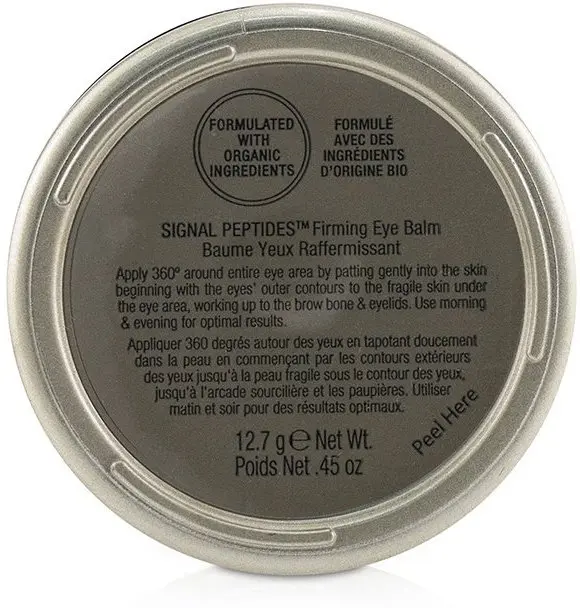 FORMULATED
WITH
ORGANIC
INGREDIENTS
FORMULÉ
AVEC DES
INGRÉDIENTS
D'ORIGINE BIO
SIGNAL PEPTIDES™ Firming Eye Balm
Baume Yeux Raffermissant
Apply 360º around entire eye area by patting gently into the skin
beginning with the eyes' outer contours to the fragile skin under
the eye area, working up to the brow bone & eyelids. Use morning
& evening for optimal results.
Appliquer 360 degrés autour des yeux en tapotant doucement
dans la peau en commençant par les contours extérieurs
des yeux jusqu'à la peau fragile sous le contour des yeux,
jusqu'à l'arcade sourcilière et les paupières. Utiliser
matin et soir pour des résultats optimaux.
12.7 g ℮ Net Wt.
Poids Net .45 oz
Peel Here